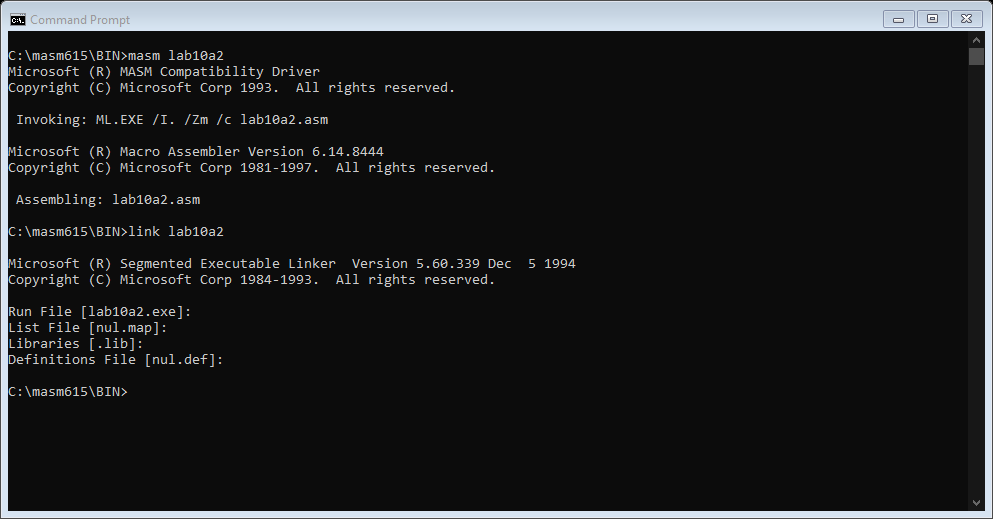 Command Prompt
C:\masm615\BIN>masm lab10a2
Microsoft (R) MASM Compatibility Driver
Copyright (C) Microsoft Corp 1993.  All rights reserved.
Invoking: ML.EXE /I. /Zm /c lab10a2.asm
Microsoft (R) Macro Assembler Version 6.14.8444
Copyright (C) Microsoft Corp 1981-1997.  All rights reserved.
Assembling: lab10a2.asm
C:\masm615\BIN>link lab10a2
Microsoft (R) Segmented Executable Linker  Version 5.60.339 Dec  5 1994
Copyright (C) Microsoft Corp 1984-1993.  All rights reserved.
Run File [lab10a2.exe]:
List File [nul.map]:
Libraries [.lib]:
Definitions File [nul.def]:
C:\masm615\BIN>